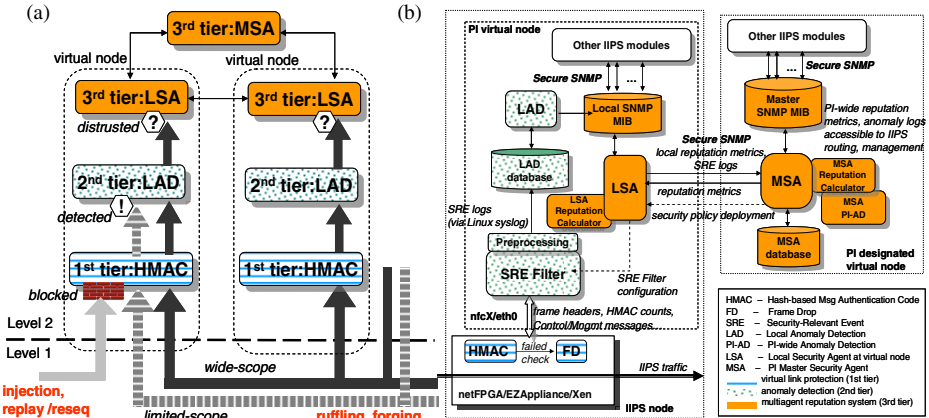 (a)
3rd tier:MSA
virtual node
virtual node
3rd tier:LSA
3rd tier:LSA
distrusted
?
?
2nd tier:LAD
2nd tier:LAD
detected
!
1st tier:HMAC
1st tier:HMAC
blocked
Level 2
Level 1
wide-scope
injection,
replay /reseq
limited-scope
ruffling, forging
(b)
PI virtual node
Other IIPS modules
Secure SNMP
...
LAD
Local SNMP
MIB
LAD
database
LSA
SRE logs
(via Linux syslog)
LSA
Reputation
Calculator
Preprocessing
SRE Filter
SRE Filter
configuration
nfcX/eth0
frame headers, HMAC counts,
Control/Mngmt messages...
HMAC
failed
check
FD
IIPS traffic
netFPGA/EZAppliance/Xen
IIPS node
Secure SNMP
local reputation metrics,
SRE logs
reputation metrics
security policy deployment
Other IIPS modules
Secure SNMP
...
Master
SNMP MIB
PI-wide reputation
metrics, anomaly logs
accessible to IIPS
routing, management
MSA
MSA
Reputation
Calculator
MSA
PI-AD
MSA
database
PI designated
virtual node
HMAC – Hash-based Msg Authentication Code
FD – Frame Drop
SRE – Security-Relevant Event
LAD – Local Anomaly Detection
PI-AD – PI-wide Anomaly Detection
LSA – Local Security Agent at virtual node
MSA – PI Master Security Agent
virtual link protection (1st tier)
anomaly detection (2nd tier)
multiagent reputation system (3rd tier)